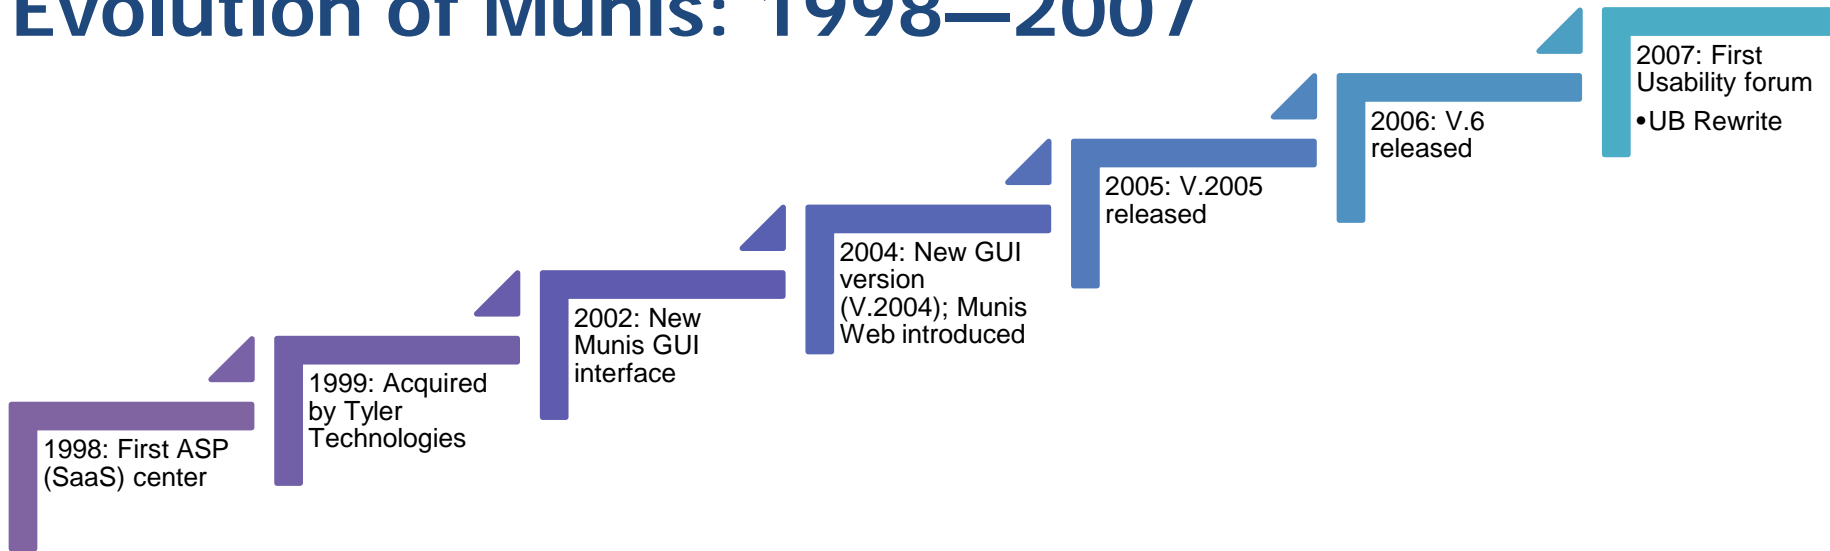 Evolution of Munis: 1998—2007
1998: First ASP
(SaaS) center
1999: Acquired
by Tyler
Technologies
2002: New
Munis GUI
interface
2004: New GUI
version
(V.2004); Munis
Web introduced
2005: V.2005
released
2006: V.6
released
2007: First
Usability forum
•UB Rewrite